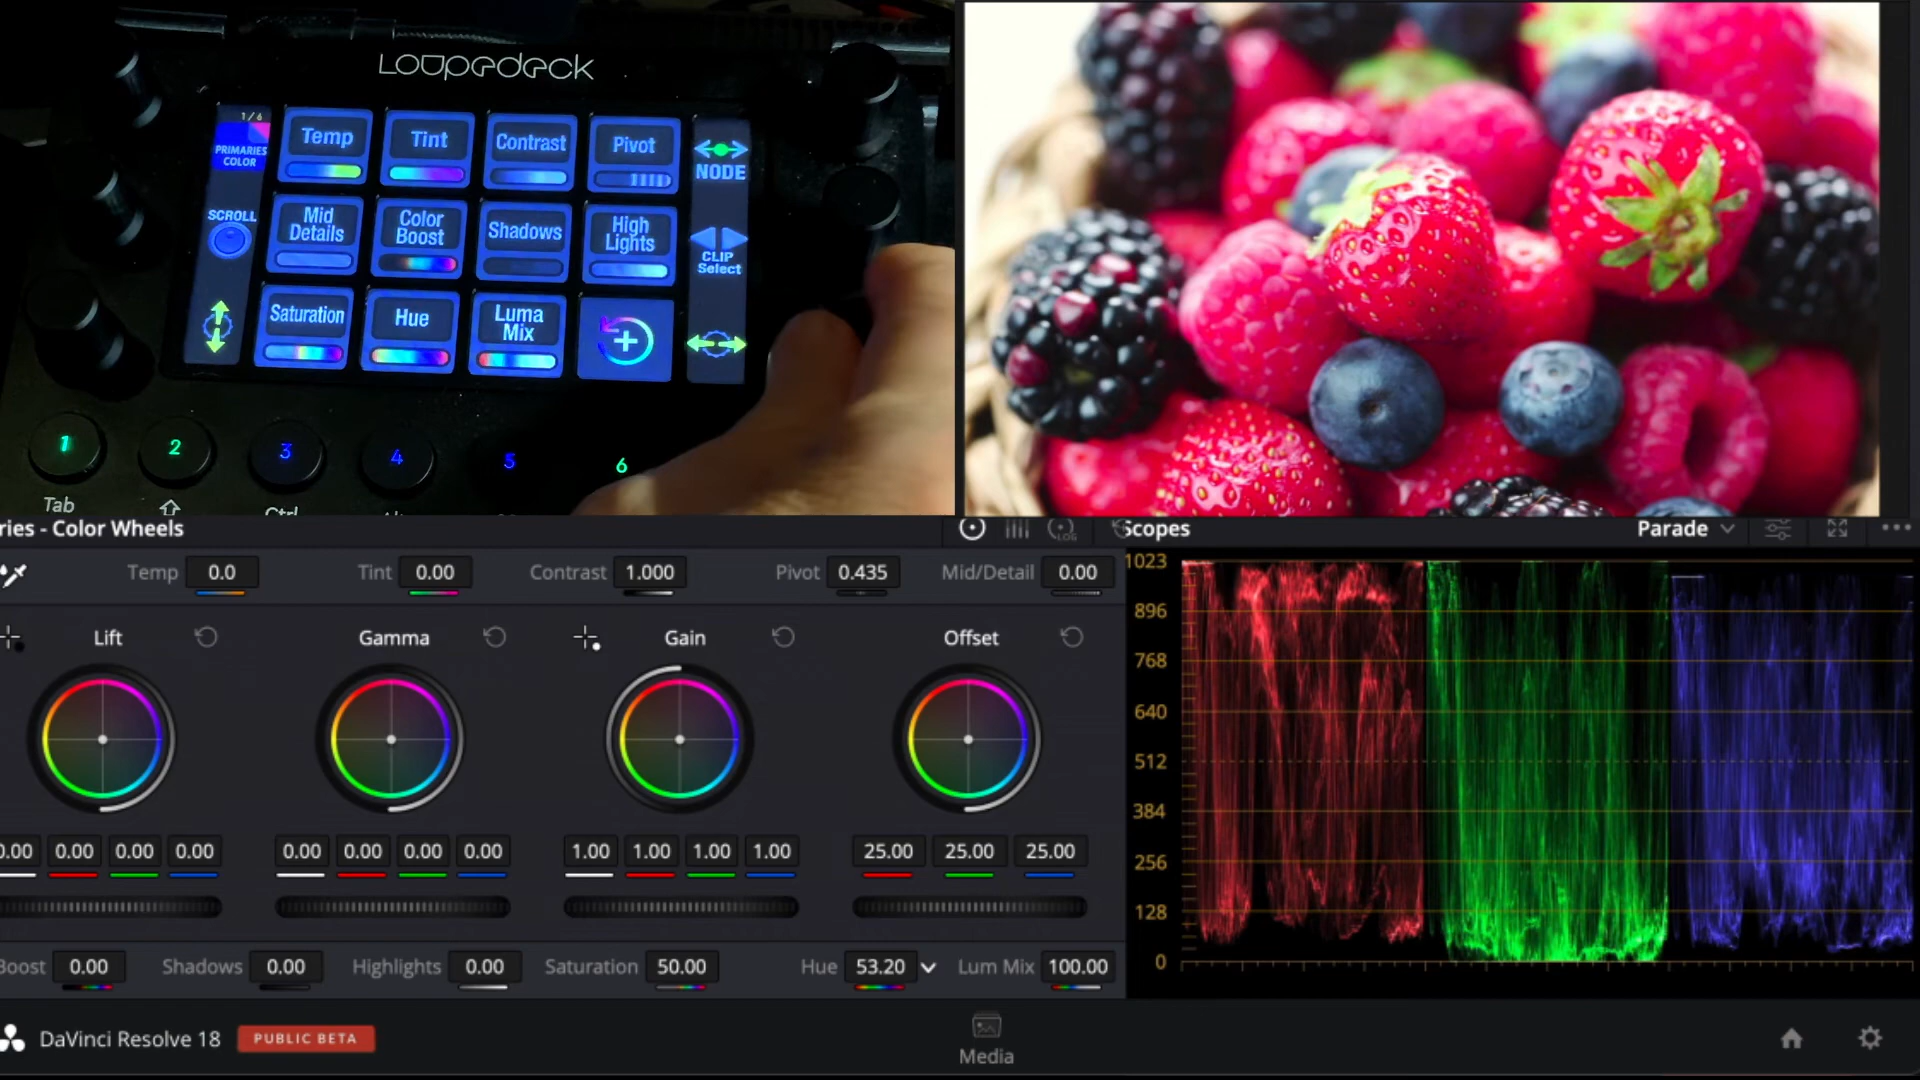 Loupedeck
1/6
PRIMARIES
COLOR
SCROLL
Temp
Tint
Contrast
Pivot
Mid
Details
Color
Boost
Shadows
High
Lights
Saturation
Hue
Luma
Mix
NODE
CLIP
Select
1
2
3
4
5
6
Tab
Ctrl
ries - Color Wheels
LOG
Scopes
Parade
Temp 0.0
Tint 0.00
Contrast 1.000
Pivot 0.435
Mid/Detail 0.00
Lift
Gamma
Gain
Offset
0.00 0.00 0.00 0.00
0.00 0.00 0.00 0.00
1.00 1.00 1.00 1.00
25.00 25.00 25.00
Boost 0.00
Shadows 0.00
Highlights 0.00
Saturation 50.00
Hue 53.20
Lum Mix 100.00
1023
896
768
640
512
384
256
128
0
DaVinci Resolve 18
PUBLIC BETA
Media